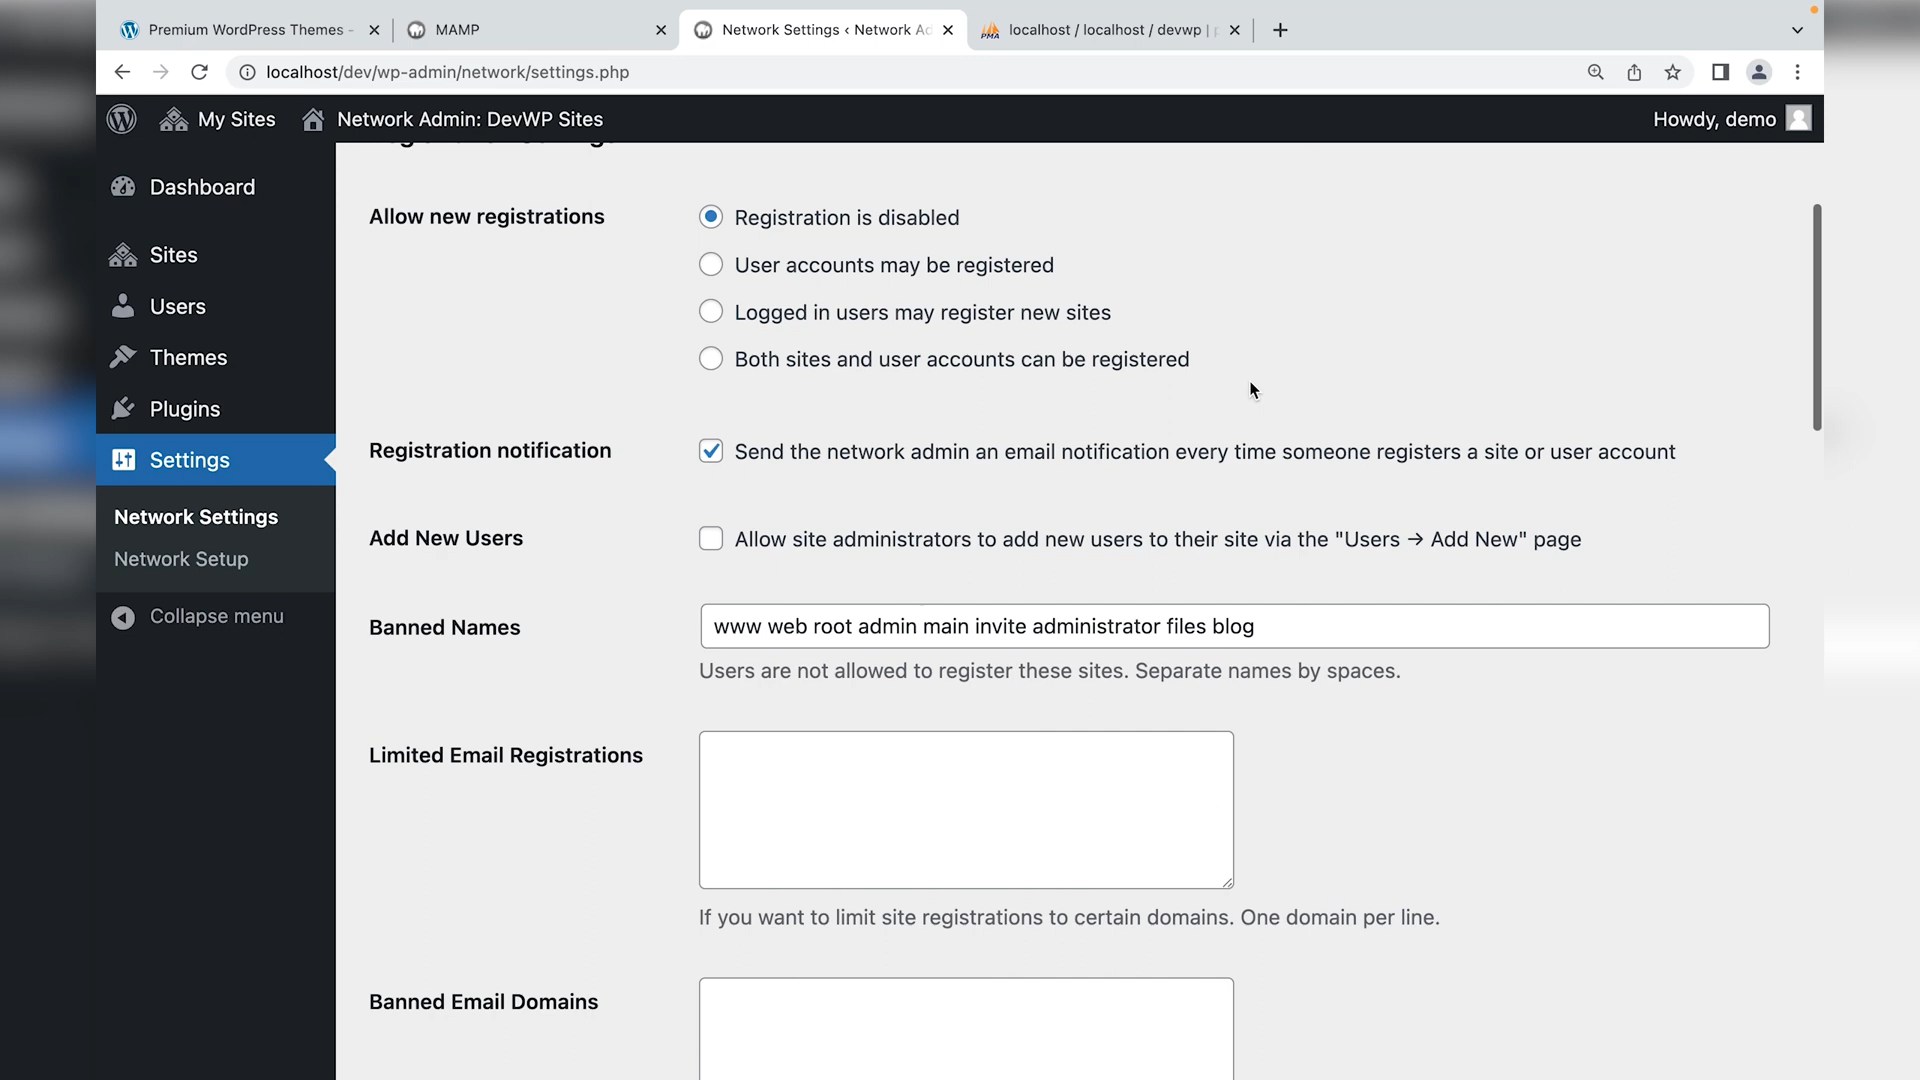 Premium WordPress Themes -
MAMP
Network Settings ‹ Network Ad
localhost / localhost / devwp |
localhost/dev/wp-admin/network/settings.php
My Sites
Network Admin: DevWP Sites
Howdy, demo
Dashboard
Sites
Users
Themes
Plugins
Settings
Network Settings
Network Setup
Collapse menu
Allow new registrations
Registration is disabled
User accounts may be registered
Logged in users may register new sites
Both sites and user accounts can be registered
Registration notification
Send the network admin an email notification every time someone registers a site or user account
Add New Users
Allow site administrators to add new users to their site via the "Users → Add New" page
Banned Names
www web root admin main invite administrator files blog
Users are not allowed to register these sites. Separate names by spaces.
Limited Email Registrations
If you want to limit site registrations to certain domains. One domain per line.
Banned Email Domains